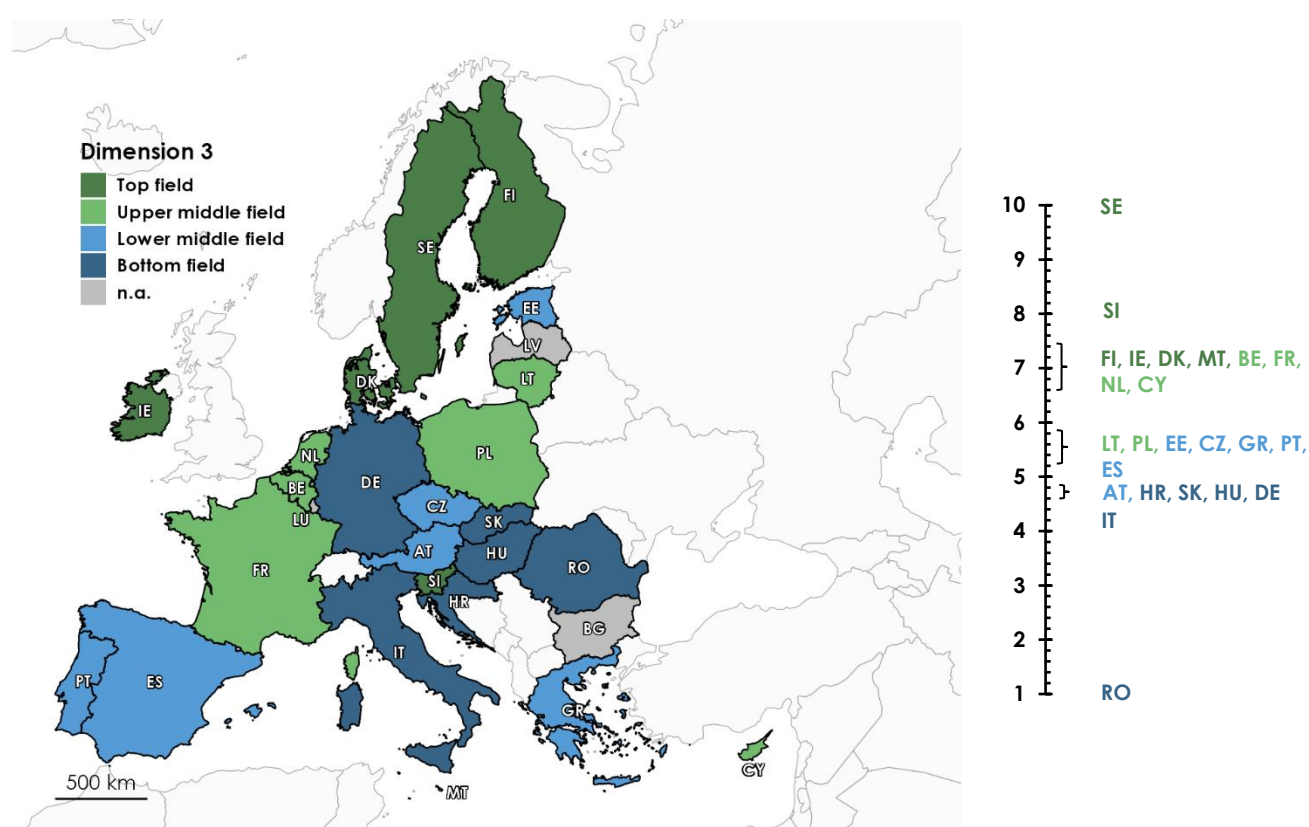 Dimension 3
Top field
Upper middle field
Lower middle field
Bottom field
n.a.
FI
SE
EE
LV
LT
DK
IE
NL
PL
BE
DE
LU
CZ
SK
AT
HU
FR
SI
RO
HR
BG
IT
PT
ES
GR
CY
MT
500 km
10 SE
9
8 SI
7 FI, IE, DK, MT, BE, FR,
NL, CY
6
LT, PL, EE, CZ, GR, PT,
5 ES
AT, HR, SK, HU, DE
4 IT
3
2
1 RO